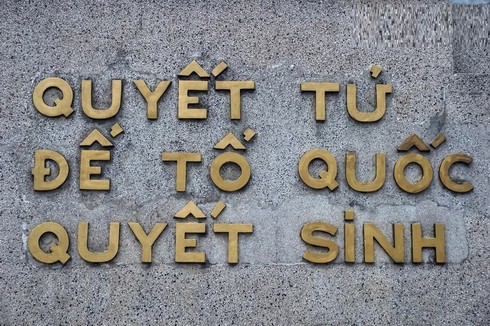 QUYẾT TỬ
ĐỂ TỔ QUỐC
QUYẾT SINH